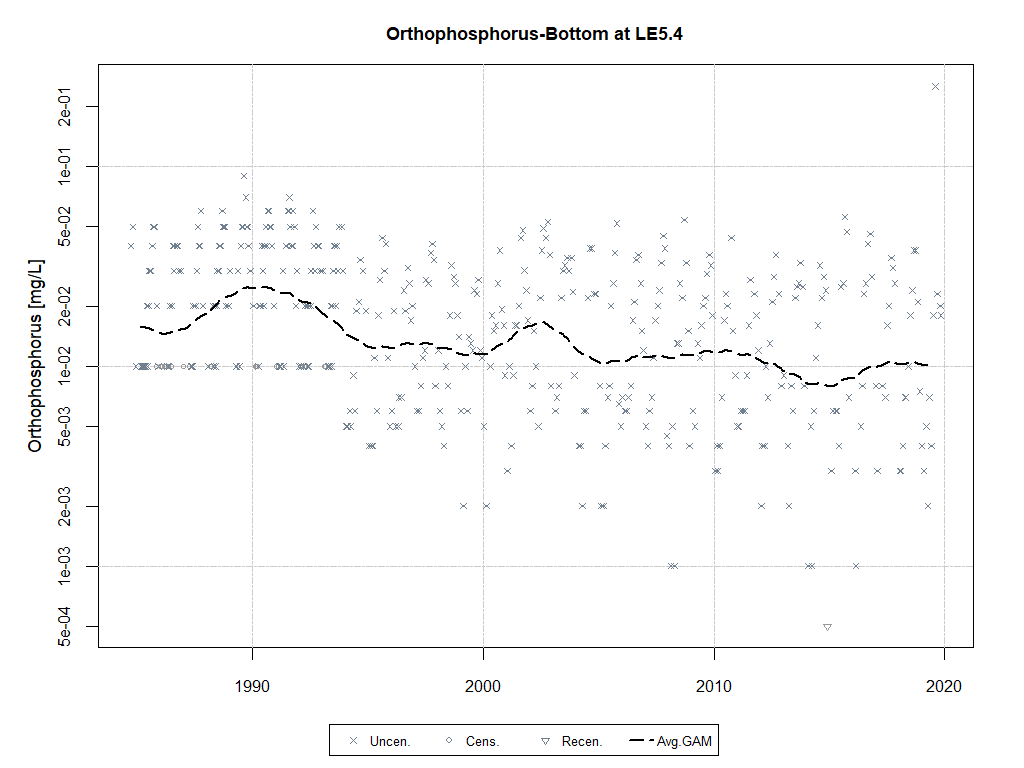 Orthophosphorus-Bottom at LE5.4
Orthophosphorus [mg/L]
2e-01
1e-01
5e-02
2e-02
1e-02
5e-03
2e-03
1e-03
5e-04
1990 2000 2010 2020
Uncen. Cens. Recen. Avg.GAM